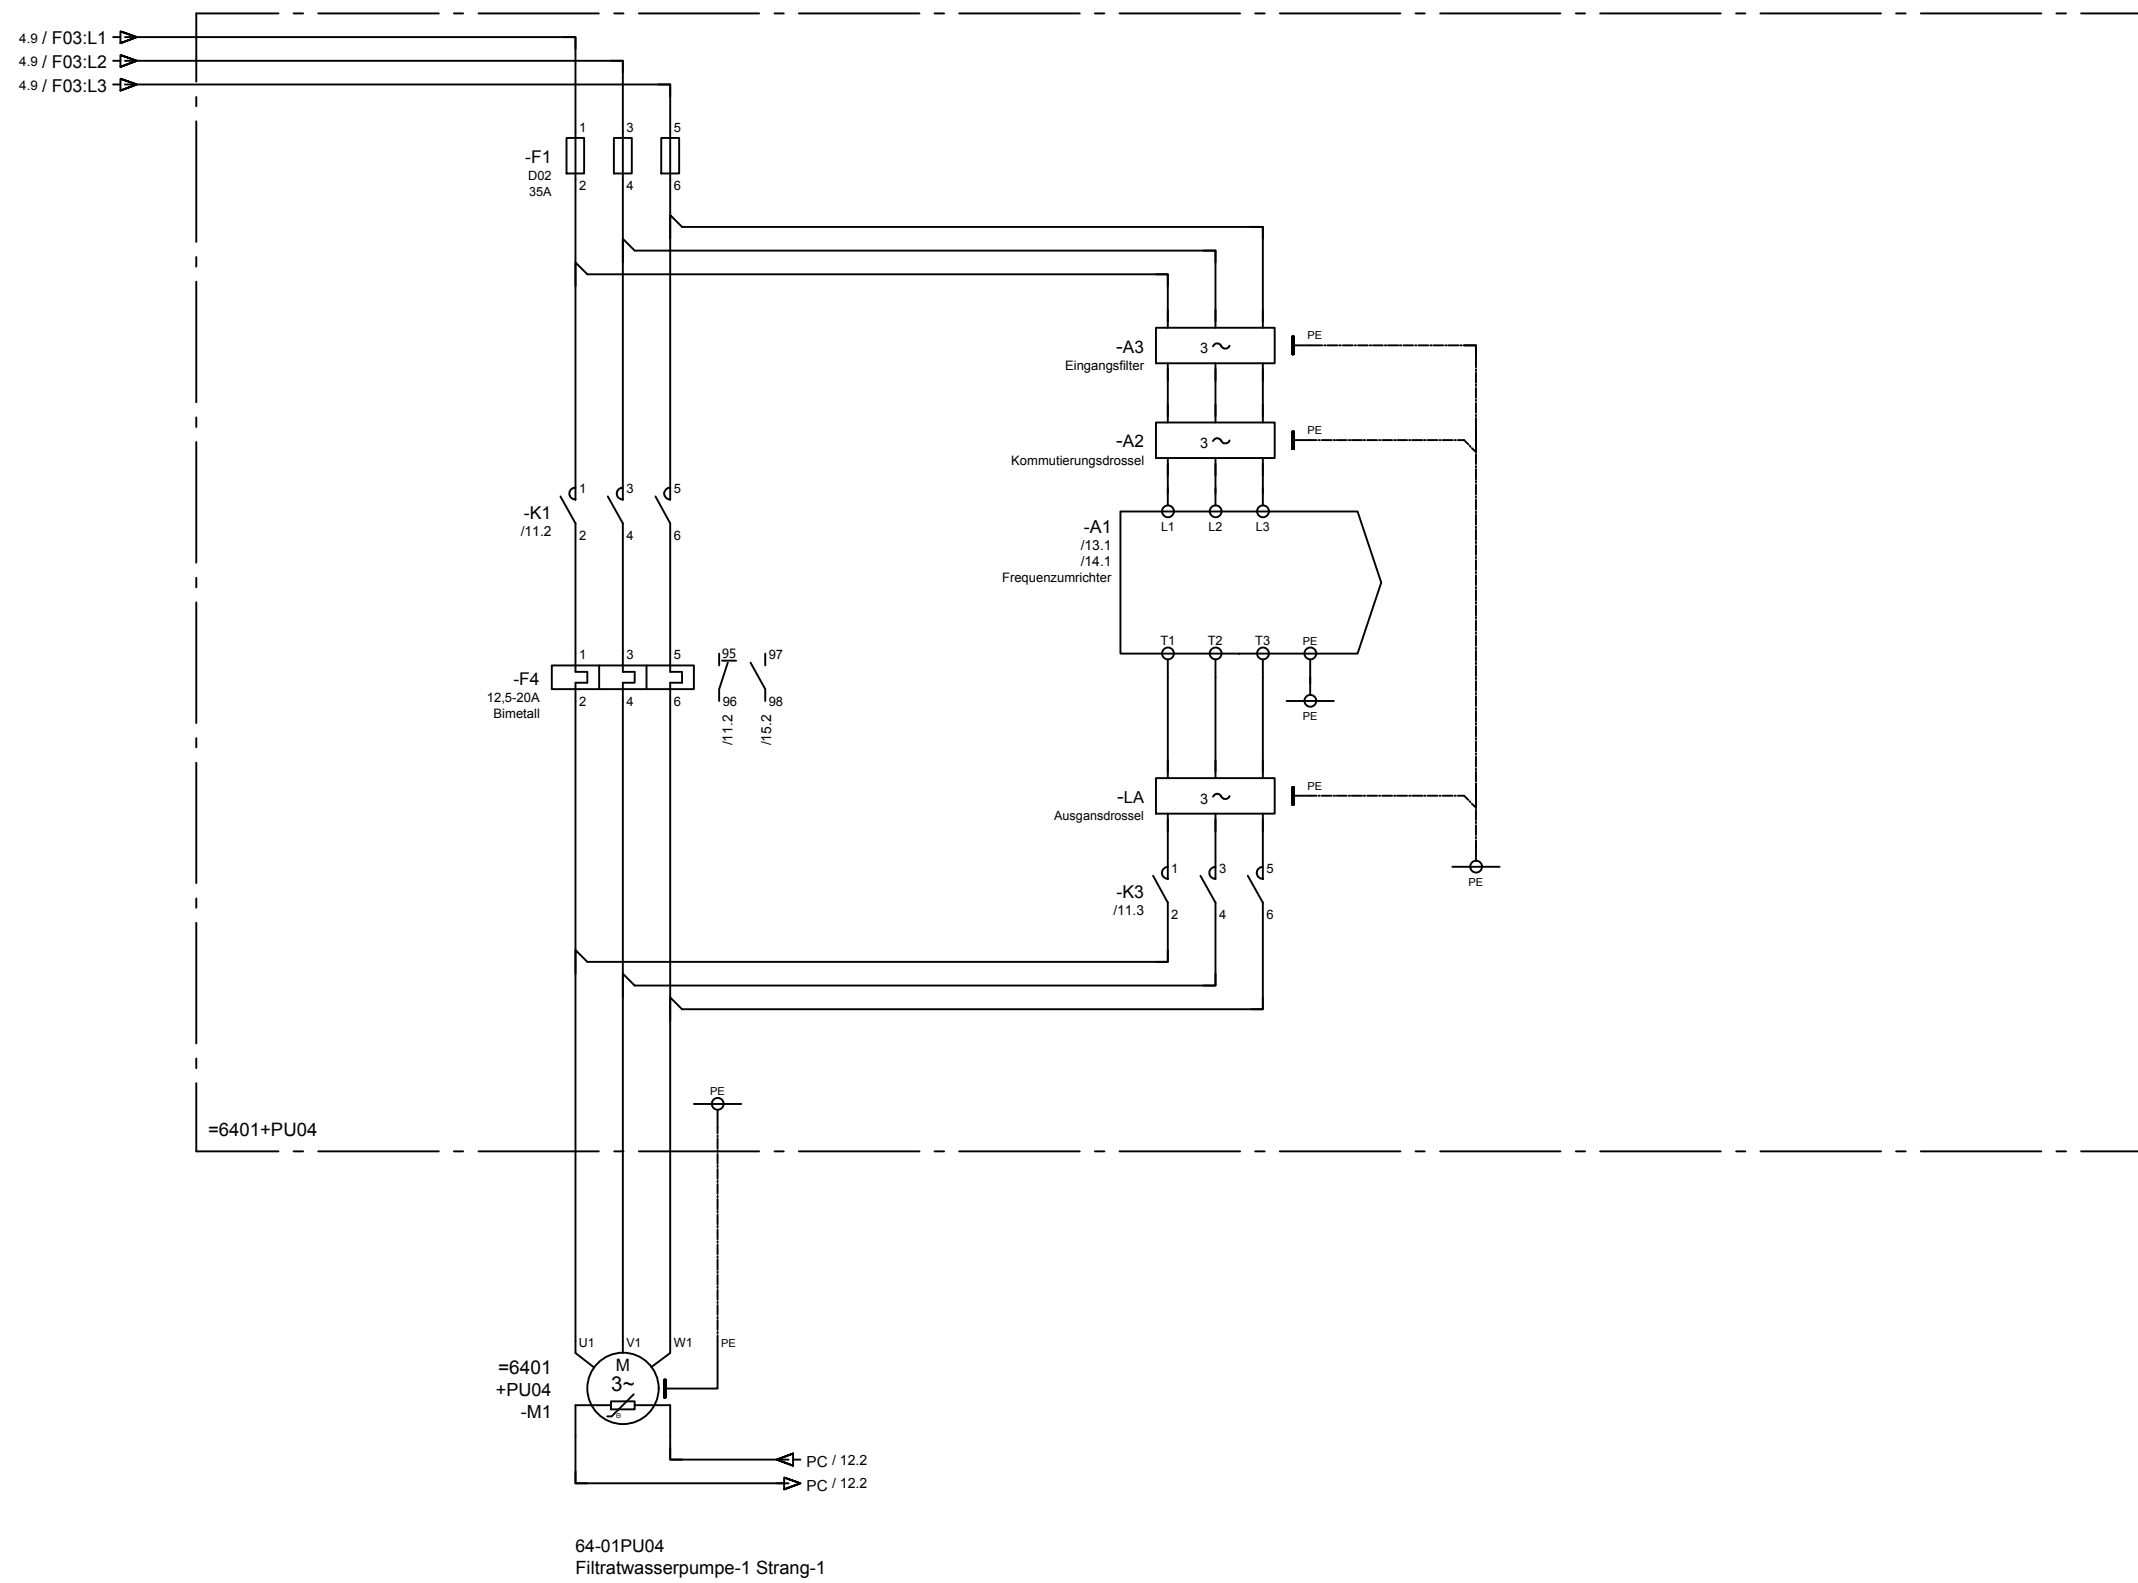 4.9 / F03:L1
4.9 / F03:L2
4.9 / F03:L3
1 3 5
-F1
D02
35A
2 4 6
-A3
Eingangsfilter
3
PE
-A2
Kommutierungsdrossel
3
PE
1 3 5
-K1
/11.2
2 4 6
L1 L2 L3
-A1
/13.1
/14.1
Frequenzumrichter
T1 T2 T3 PE
PE
1 3 5
-F4
12,5-20A
Bimetall
2 4 6
95 97
96 98
/11.2 /15.2
-LA
Ausgansdrossel
3
PE
1 3 5
-K3
/11.3
2 4 6
PE
PE
=6401+PU04
U1 V1 W1 PE
=6401
+PU04
-M1
M
3~
PC / 12.2
PC / 12.2
64-01PU04
Filtratwasserpumpe-1 Strang-1